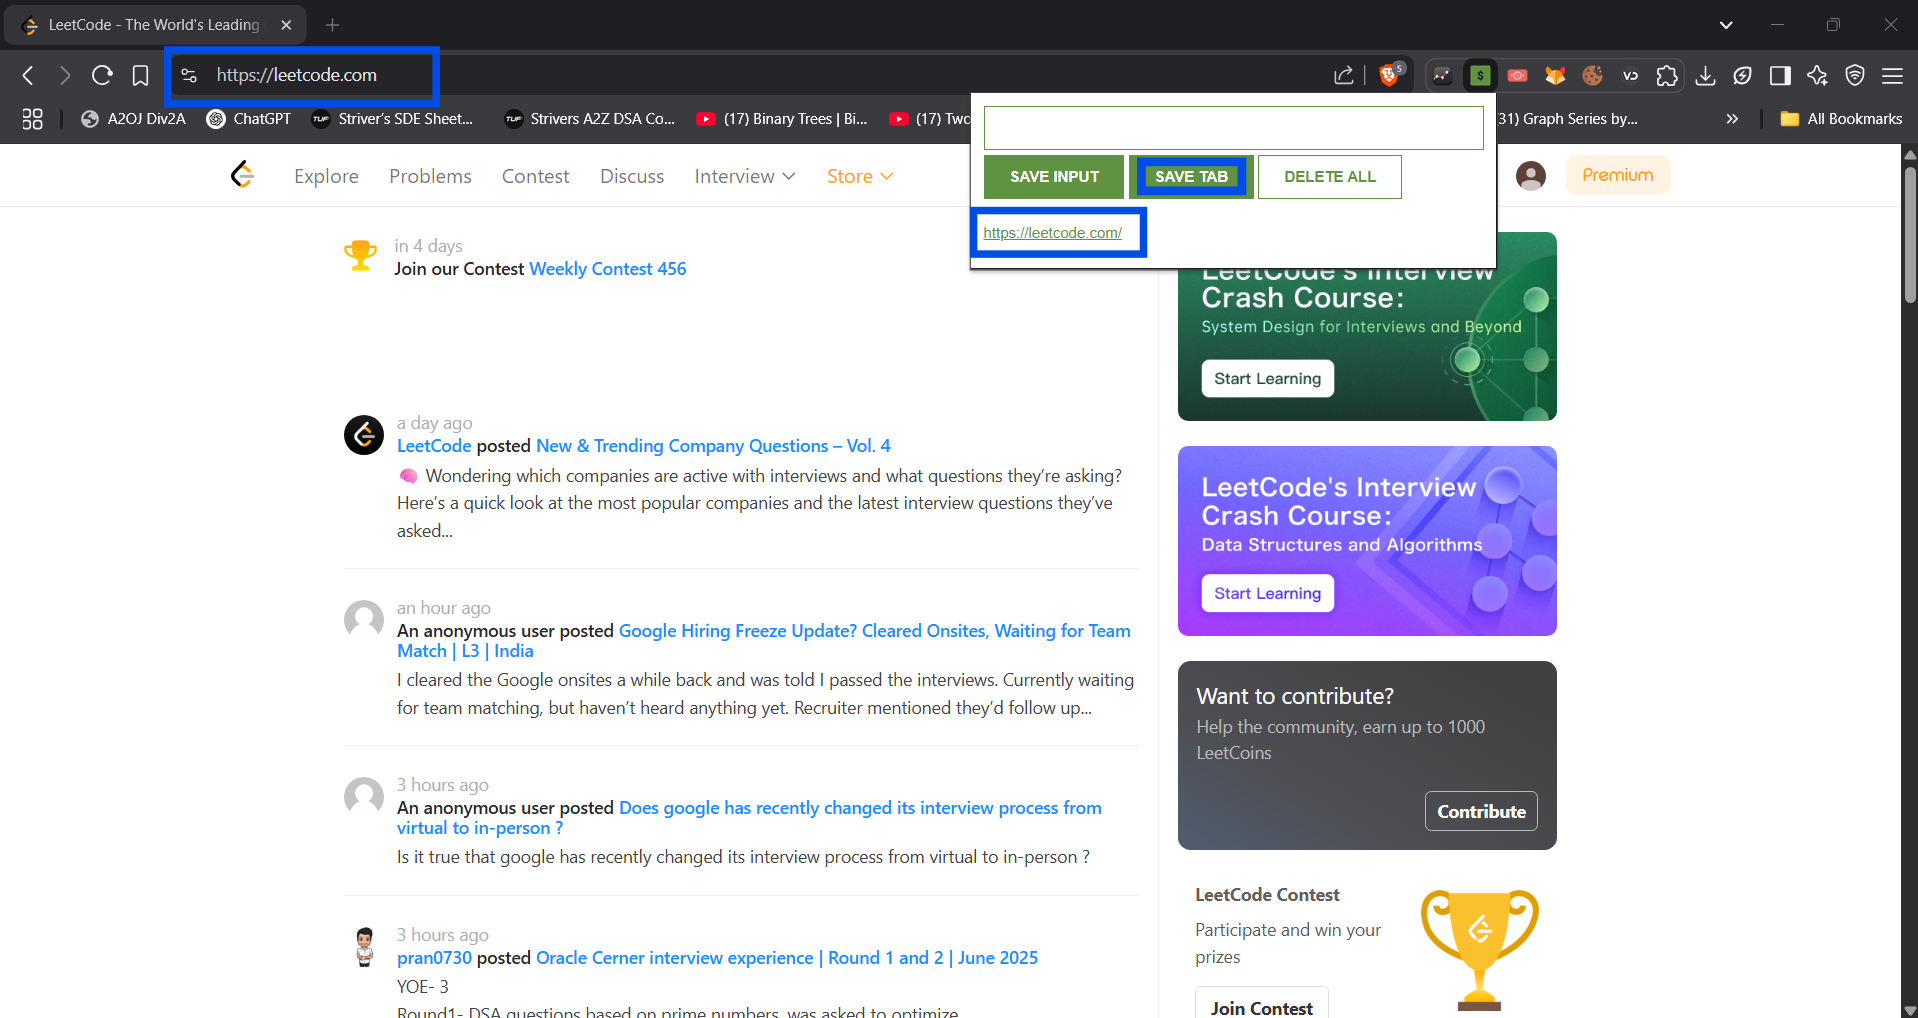 LeetCode - The World's Leading
https://leetcode.com
5
$
VD
A2OJ Div2A
ChatGPT
TUF
Striver's SDE Sheet...
TUF
Strivers A2Z DSA Co...
(17) Binary Trees | Bi...
(17) Two
31) Graph Series by...
»
All Bookmarks
Explore
Problems
Contest
Discuss
Interview
Store
Premium
SAVE INPUT
SAVE TAB
DELETE ALL
https://leetcode.com/
in 4 days
Join our Contest Weekly Contest 456
a day ago
LeetCode posted New & Trending Company Questions – Vol. 4
🧠 Wondering which companies are active with interviews and what questions they’re asking?
Here’s a quick look at the most popular companies and the latest interview questions they’ve
asked...
an hour ago
An anonymous user posted Google Hiring Freeze Update? Cleared Onsites, Waiting for Team
Match | L3 | India
I cleared the Google onsites a while back and was told I passed the interviews. Currently waiting
for team matching, but haven’t heard anything yet. Recruiter mentioned they’d follow up...
3 hours ago
An anonymous user posted Does google has recently changed its interview process from
virtual to in-person ?
Is it true that google has recently changed its interview process from virtual to in-person ?
3 hours ago
pran0730 posted Oracle Cerner interview experience | Round 1 and 2 | June 2025
YOE- 3
Round1- DSA questions based on prime numbers, was asked to optimize
LeetCode's Interview
Crash Course:
System Design for Interviews and Beyond
Start Learning
LeetCode's Interview
Crash Course:
Data Structures and Algorithms
Start Learning
Want to contribute?
Help the community, earn up to 1000
LeetCoins
Contribute
LeetCode Contest
Participate and win your
prizes
Join Contest